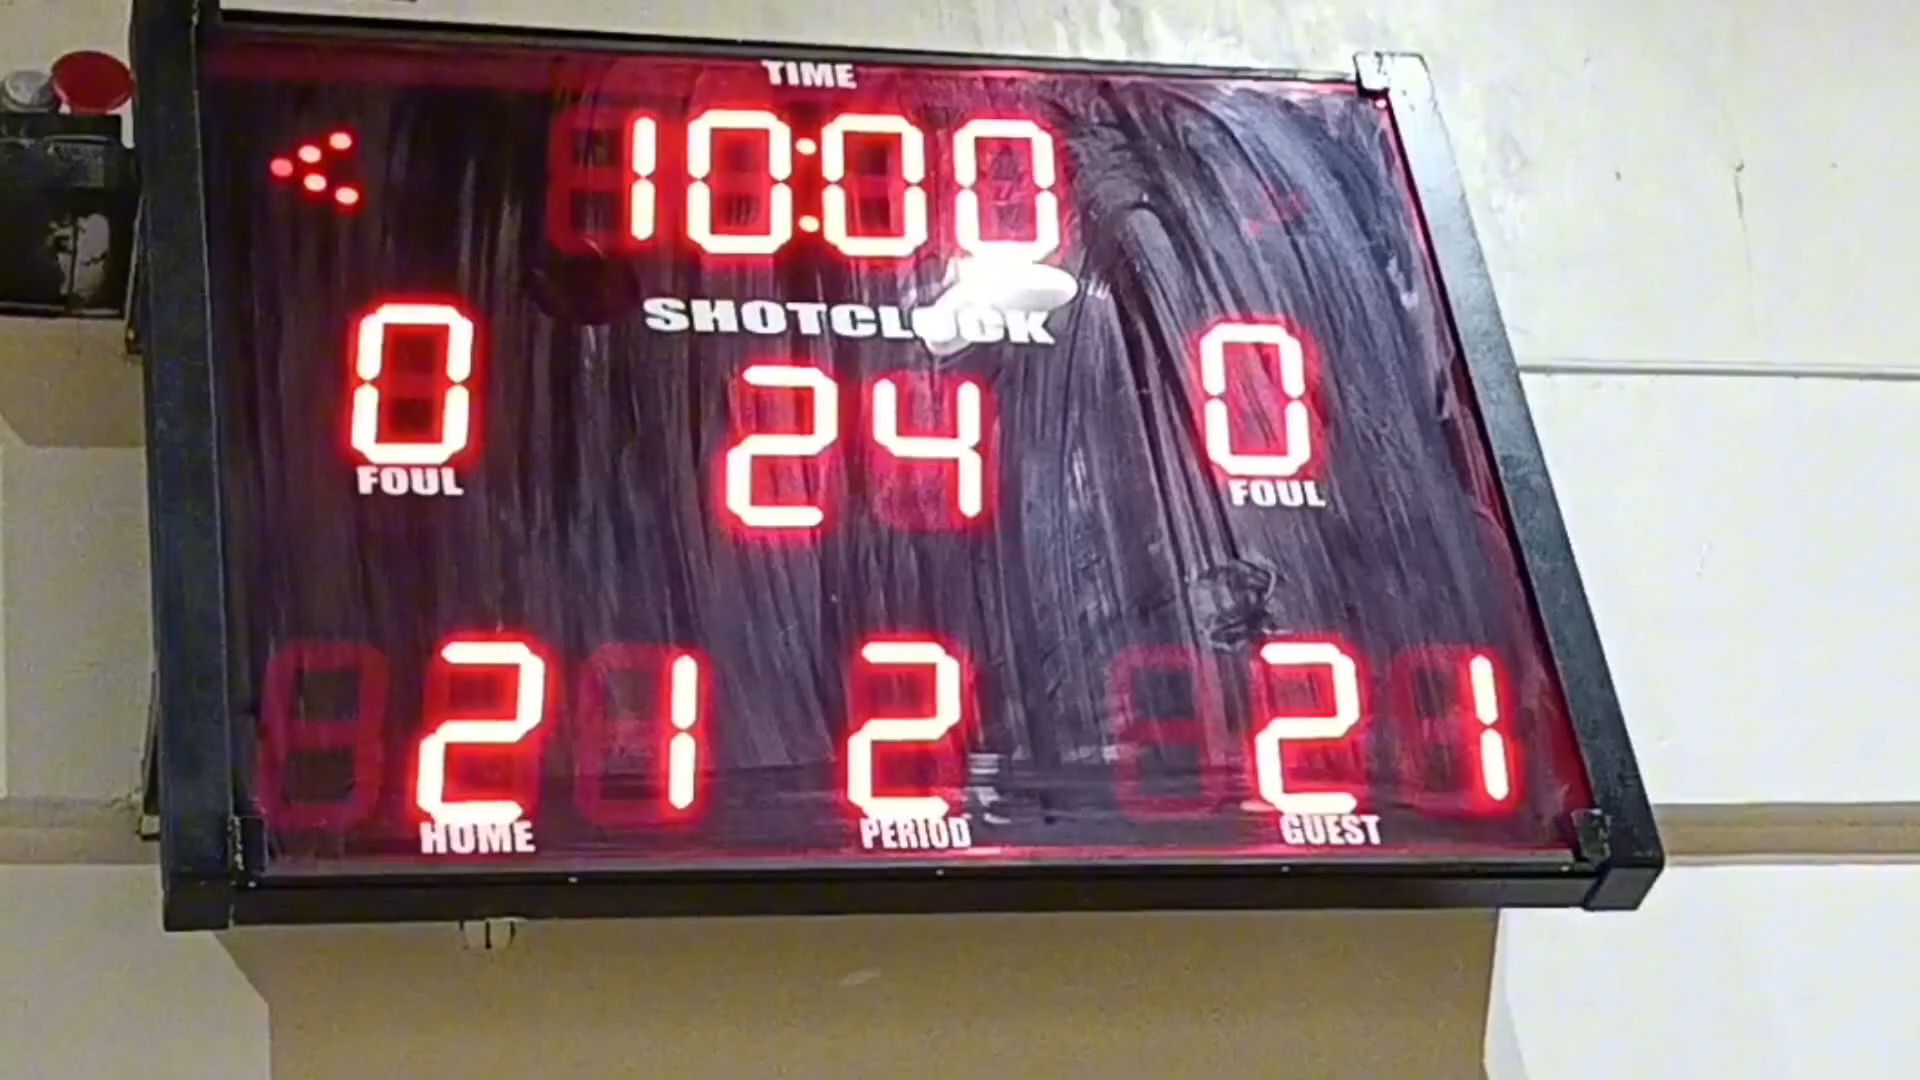 TIME
10:00
SHOTCLOCK
0 24 0
FOUL FOUL
21 2 21
HOME PERIOD GUEST